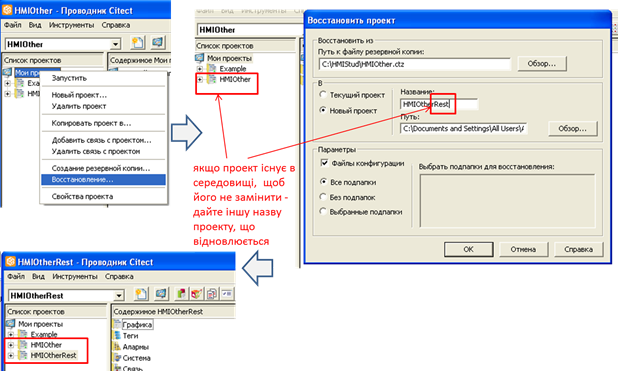 HMIOther - Проводник Citect
Файл Вид Инструменты Справка
HMIOther
Список проектов
Содержимое Мои
Мои про
Example
HM
Запустить
Новый проект...
Удалить проект
Копировать проект в...
Добавить связь с проектом...
Удалить связь с проектом
Создание резервной копии...
Восстановление...
Свойства проекта
HMIOther
Список проектов
Мои проекты
Example
HMIOther
якщо проект існує в
середовищі, щоб
його не замінити -
дайте іншу назву
проекту, що
відновлюється
Восстановить проект
Восстановить из
Путь к файлу резервной копии:
C:\HMIStud\HMIOther.ctz
Обзор...
В
Текущий проект
Новый проект
Название:
HMIOtherRest
Путь:
C:\Documents and Settings\All Users\
Обзор...
Параметры
Файлы конфигурации
Все подпапки
Без подпапок
Выбранные подпапки
Выбрать подпапки для восстановления:
OK
Отмена
Справка
HMIOtherRest - Проводник Citect
Файл Вид Инструменты Справка
HMIOtherRest
Список проектов
Содержимое HMIOtherRest
Мои проекты
Example
HMIOther
HMIOtherRest
Графика
Теги
Алармы
Система
Связь